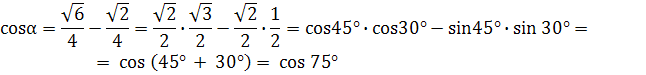 cosα = √6/4 − √2/4 = √2/2 · √3/2 − √2/2 · 1/2 = cos45° · cos30° − sin45° · sin 30° =
= cos (45° + 30°) = cos 75°